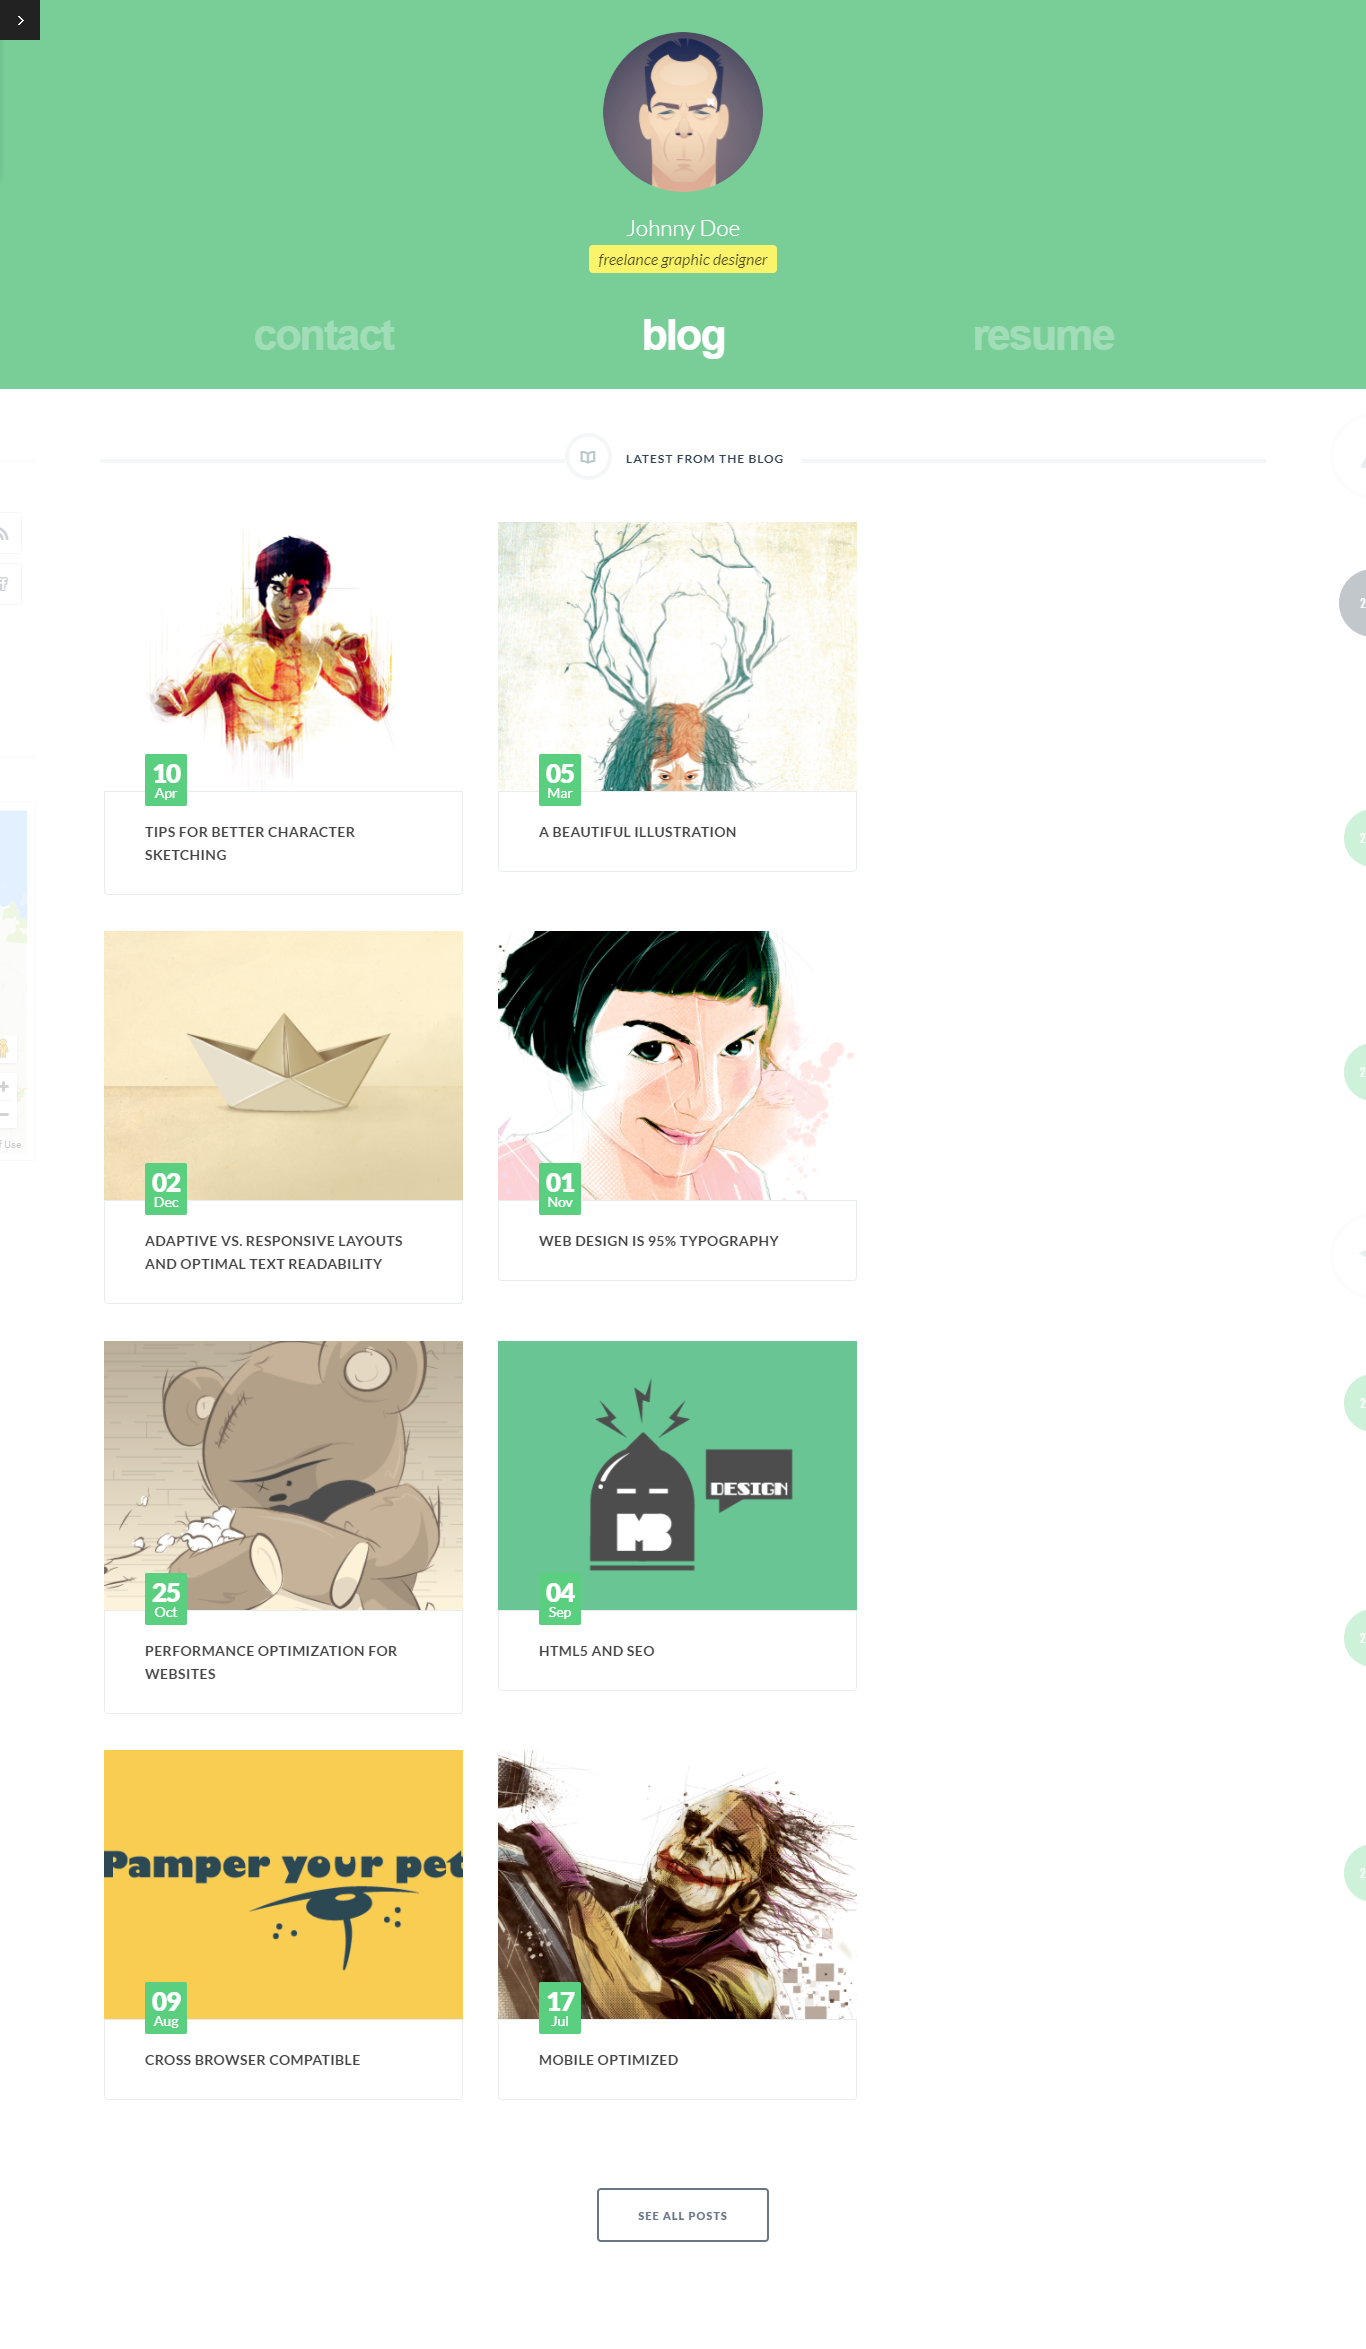 Johnny Doe
freelance graphic designer
contact
blog
resume
LATEST FROM THE BLOG
10
Apr
TIPS FOR BETTER CHARACTER
SKETCHING
05
Mar
A BEAUTIFUL ILLUSTRATION
02
Dec
ADAPTIVE VS. RESPONSIVE LAYOUTS
AND OPTIMAL TEXT READABILITY
01
Nov
WEB DESIGN IS 95% TYPOGRAPHY
Use
25
Oct
PERFORMANCE OPTIMIZATION FOR
WEBSITES
DESIGN
MB
04
Sep
HTML5 AND SEO
Pamper your pet
09
Aug
CROSS BROWSER COMPATIBLE
17
Jul
MOBILE OPTIMIZED
SEE ALL POSTS